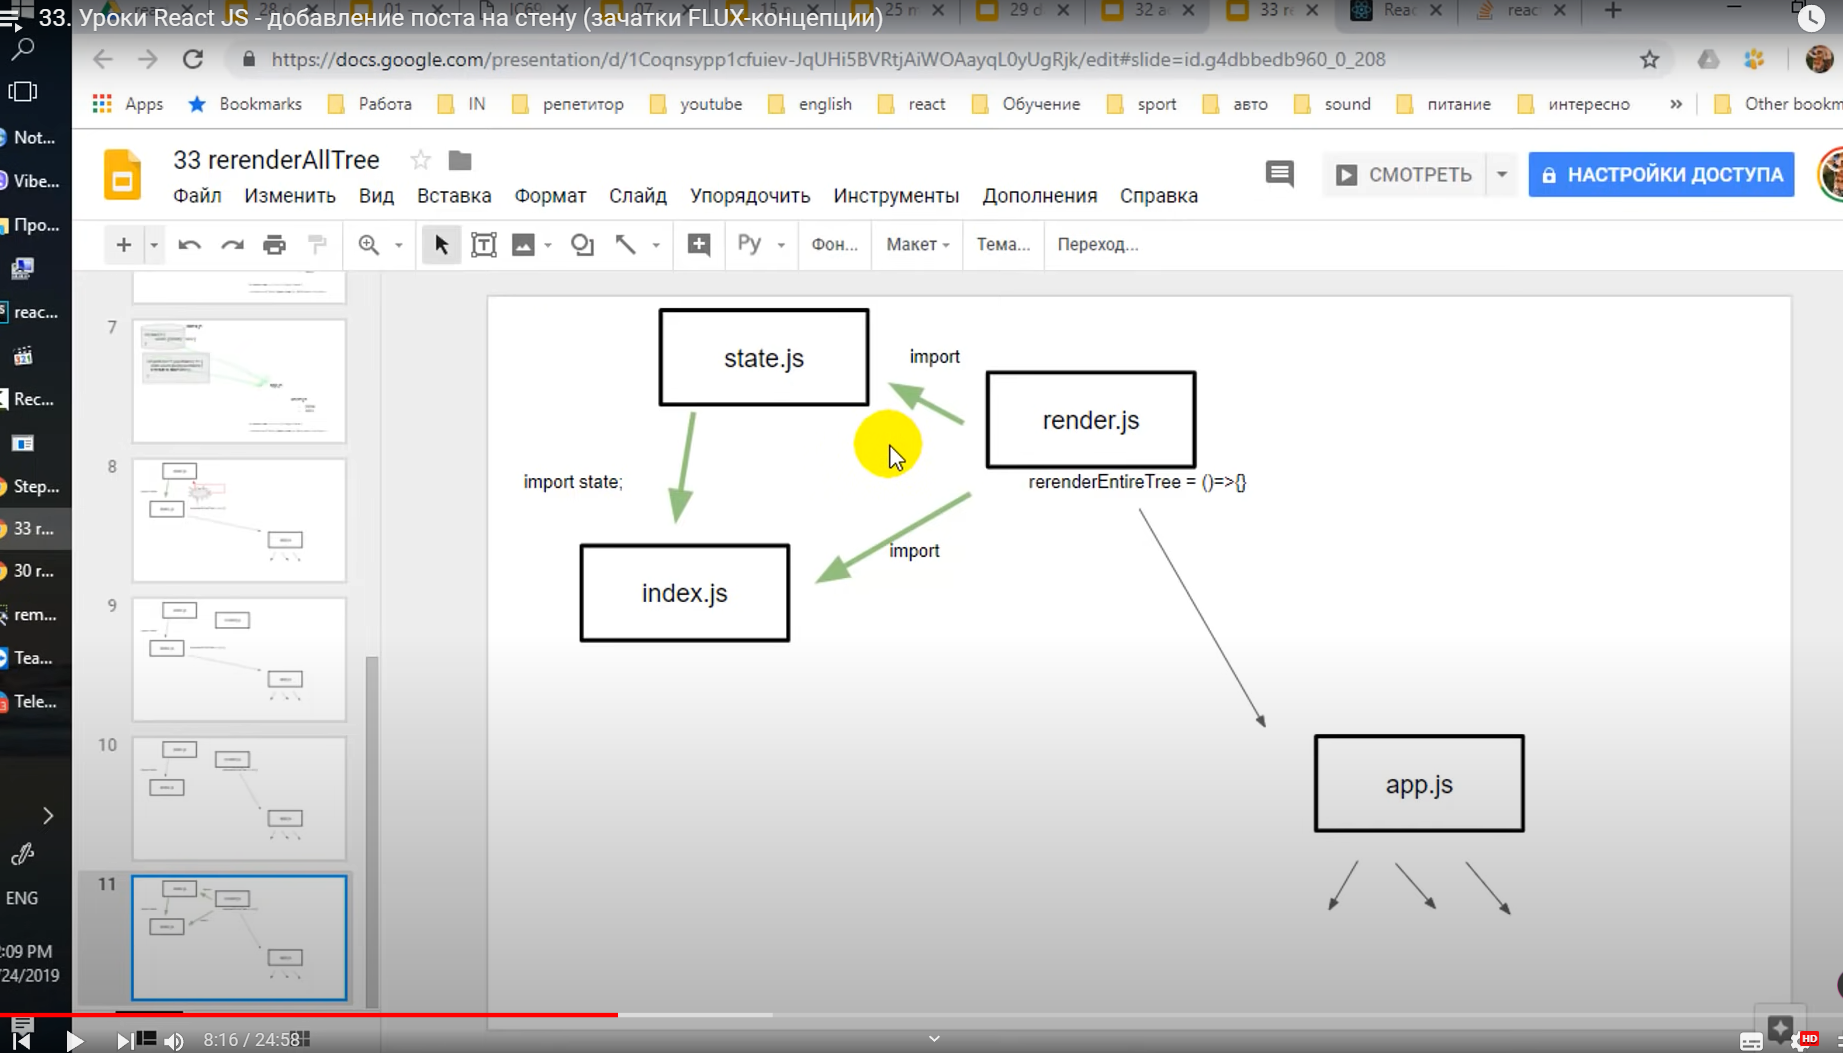 33. Уроки React JS - добавление поста на стену (зачатки FLUX-концепции)
https://docs.google.com/presentation/d/1Coqnsypp1cfuiev-JqUHi5BVRtjAiWOAayqL0yUgRjk/edit#slide=id.g4dbbedb960_0_208
Apps Bookmarks Работа IN репетитор youtube english react Обучение sport авто sound питание интересно » Other bookm
33 rerenderAllTree
СМОТРЕТЬ
НАСТРОЙКИ ДОСТУПА
Файл Изменить Вид Вставка Формат Слайд Упорядочить Инструменты Дополнения Справка
Ру Фон... Макет Тема... Переход...
Not...
Vibe...
Про...
reac...
Rec...
Step...
33 r...
30 r...
rem...
Tea...
Tele...
ENG
:09 PM
/24/2019
7
8
9
10
11
state.js
import
render.js
import state;
rerenderEntireTree = ()=>{}
import
index.js
app.js
8:16 / 24:58
HD